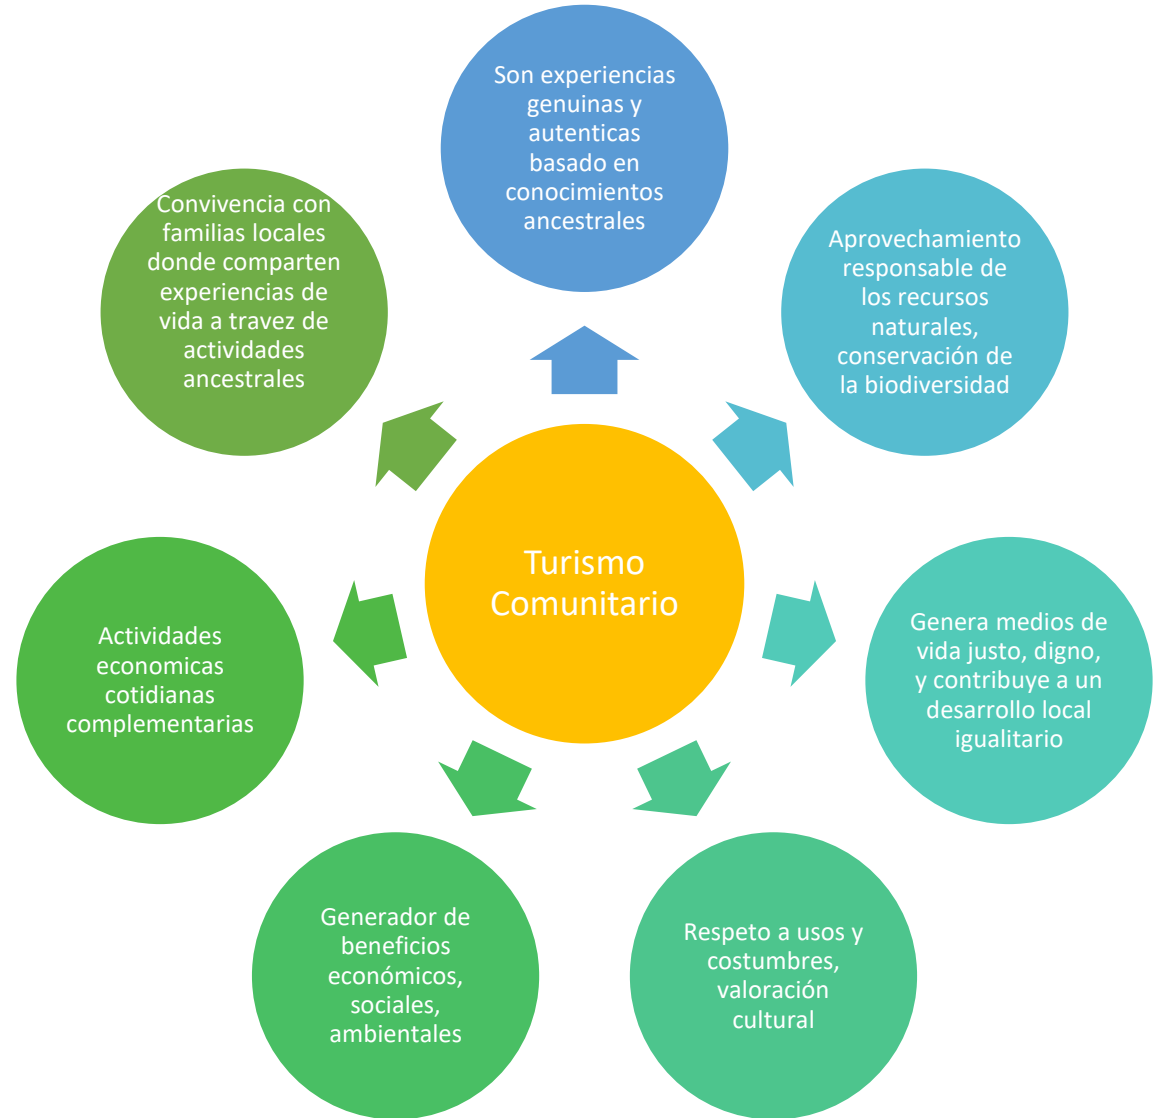 Son experiencias
genuinas y
autenticas
basado en
conocimientos
ancestrales
Aprovechamiento
responsable de
los recursos
naturales,
conservación de
la biodiversidad
Genera medios de
vida justo, digno,
y contribuye a un
desarrollo local
igualitario
Respeto a usos y
costumbres,
valoración
cultural
Generador de
beneficios
económicos,
sociales,
ambientales
Actividades
economicas
cotidianas
complementarias
Convivencia con
familias locales
donde comparten
experiencias de
vida a travez de
actividades
ancestrales
Turismo
Comunitario